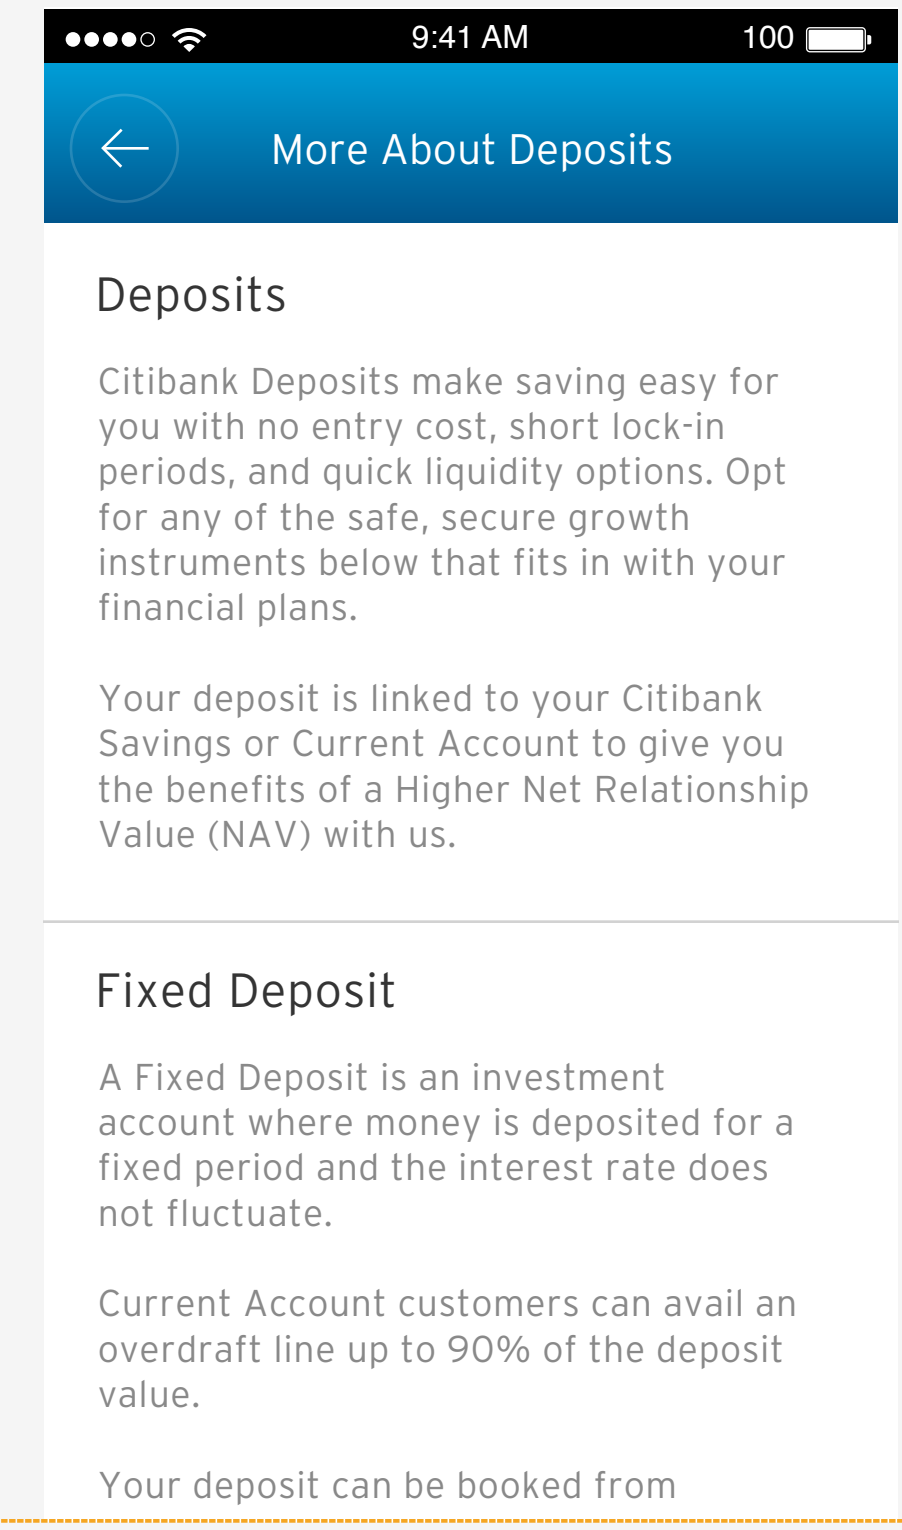 9:41 AM
100
More About Deposits
Deposits
Citibank Deposits make saving easy for
you with no entry cost, short lock-in
periods, and quick liquidity options. Opt
for any of the safe, secure growth
instruments below that fits in with your
financial plans.
Your deposit is linked to your Citibank
Savings or Current Account to give you
the benefits of a Higher Net Relationship
Value (NAV) with us.
Fixed Deposit
A Fixed Deposit is an investment
account where money is deposited for a
fixed period and the interest rate does
not fluctuate.
Current Account customers can avail an
overdraft line up to 90% of the deposit
value.
Your deposit can be booked from